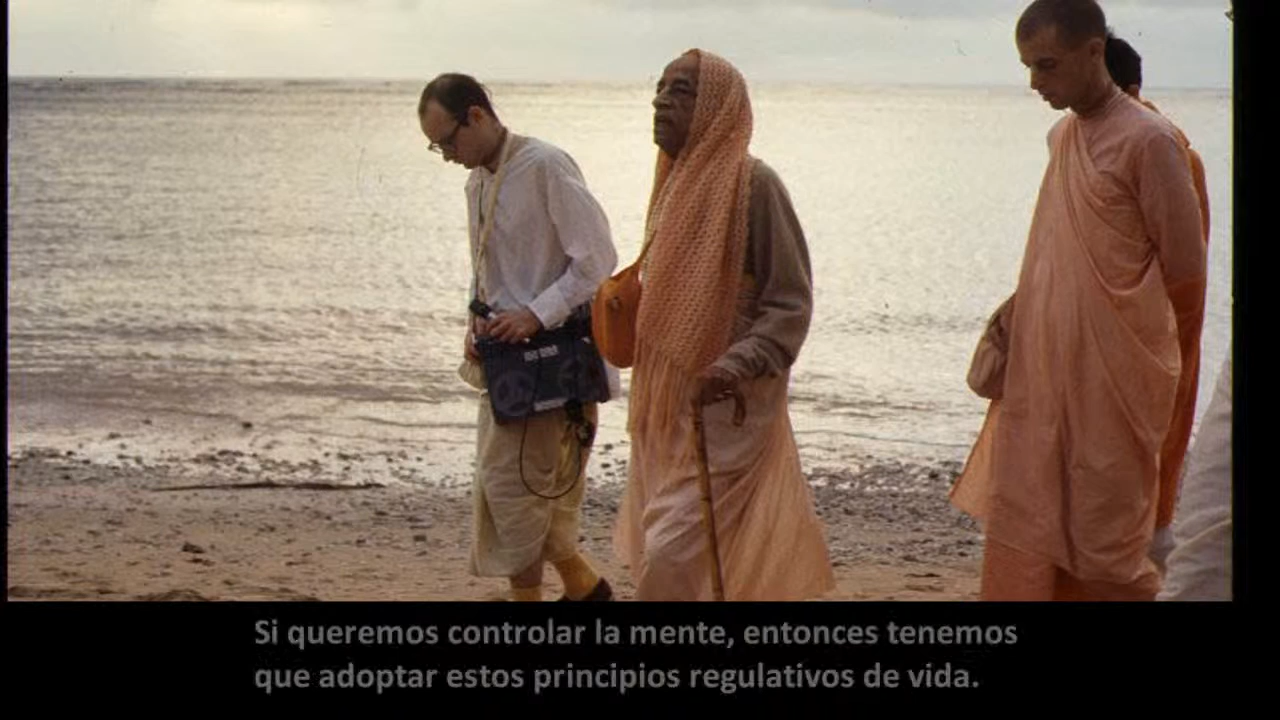 Si queremos controlar la mente, entonces tenemos
que adoptar estos principios regulativos de vida.